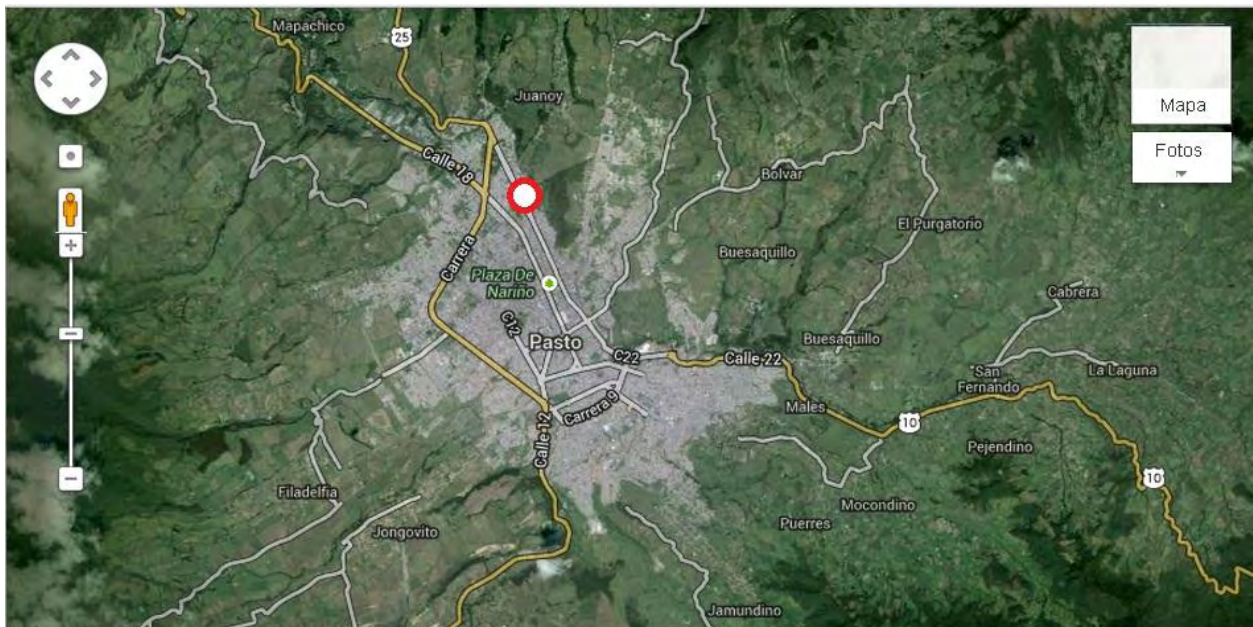 Mapachico
25
Juanoy
Mapa
Fotos
Calle 18
Bolvar
El Purgatorio
Carrera
Buesaquillo
Plaza De
Nariño
Cabrera
C12
Pasto
Buesaquillo
C22
Calle 22
San
Fernando
La Laguna
Carrera 9
Males
10
Calle 12
Pejendino
10
Filadelfia
Mocondino
Puerres
Jongovito
Jamundino